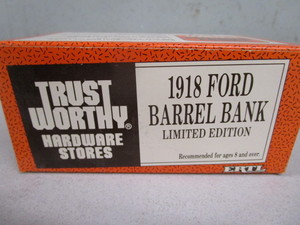 TRUST
WORTHY
HARDWARE
STORES
1918 FORD
BARREL BANK
LIMITED EDITION
Recommended for ages 8 and over.
ERTL